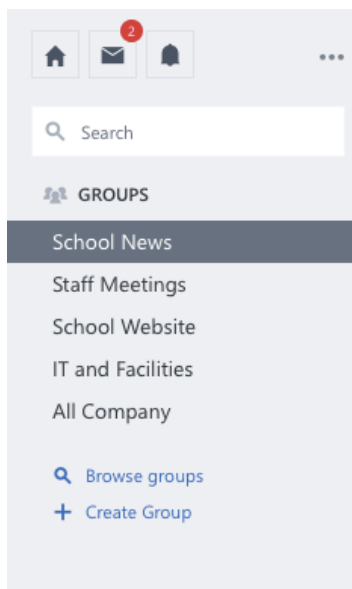 2
Search
GROUPS
School News
Staff Meetings
School Website
IT and Facilities
All Company
Browse groups
Create Group